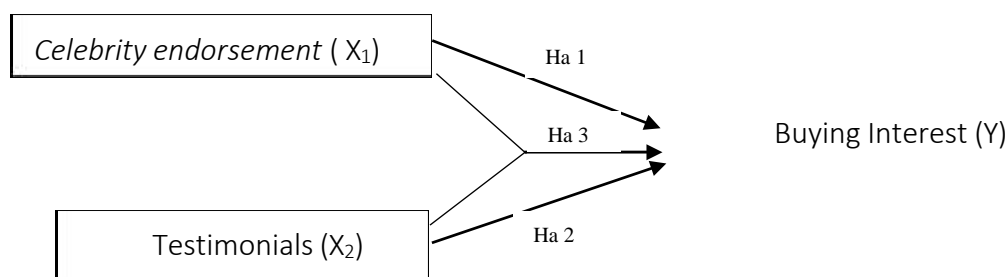 Celebrity endorsement ( X₁)
Ha 1
Ha 3
Buying Interest (Y)
Testimonials (X₂)
Ha 2